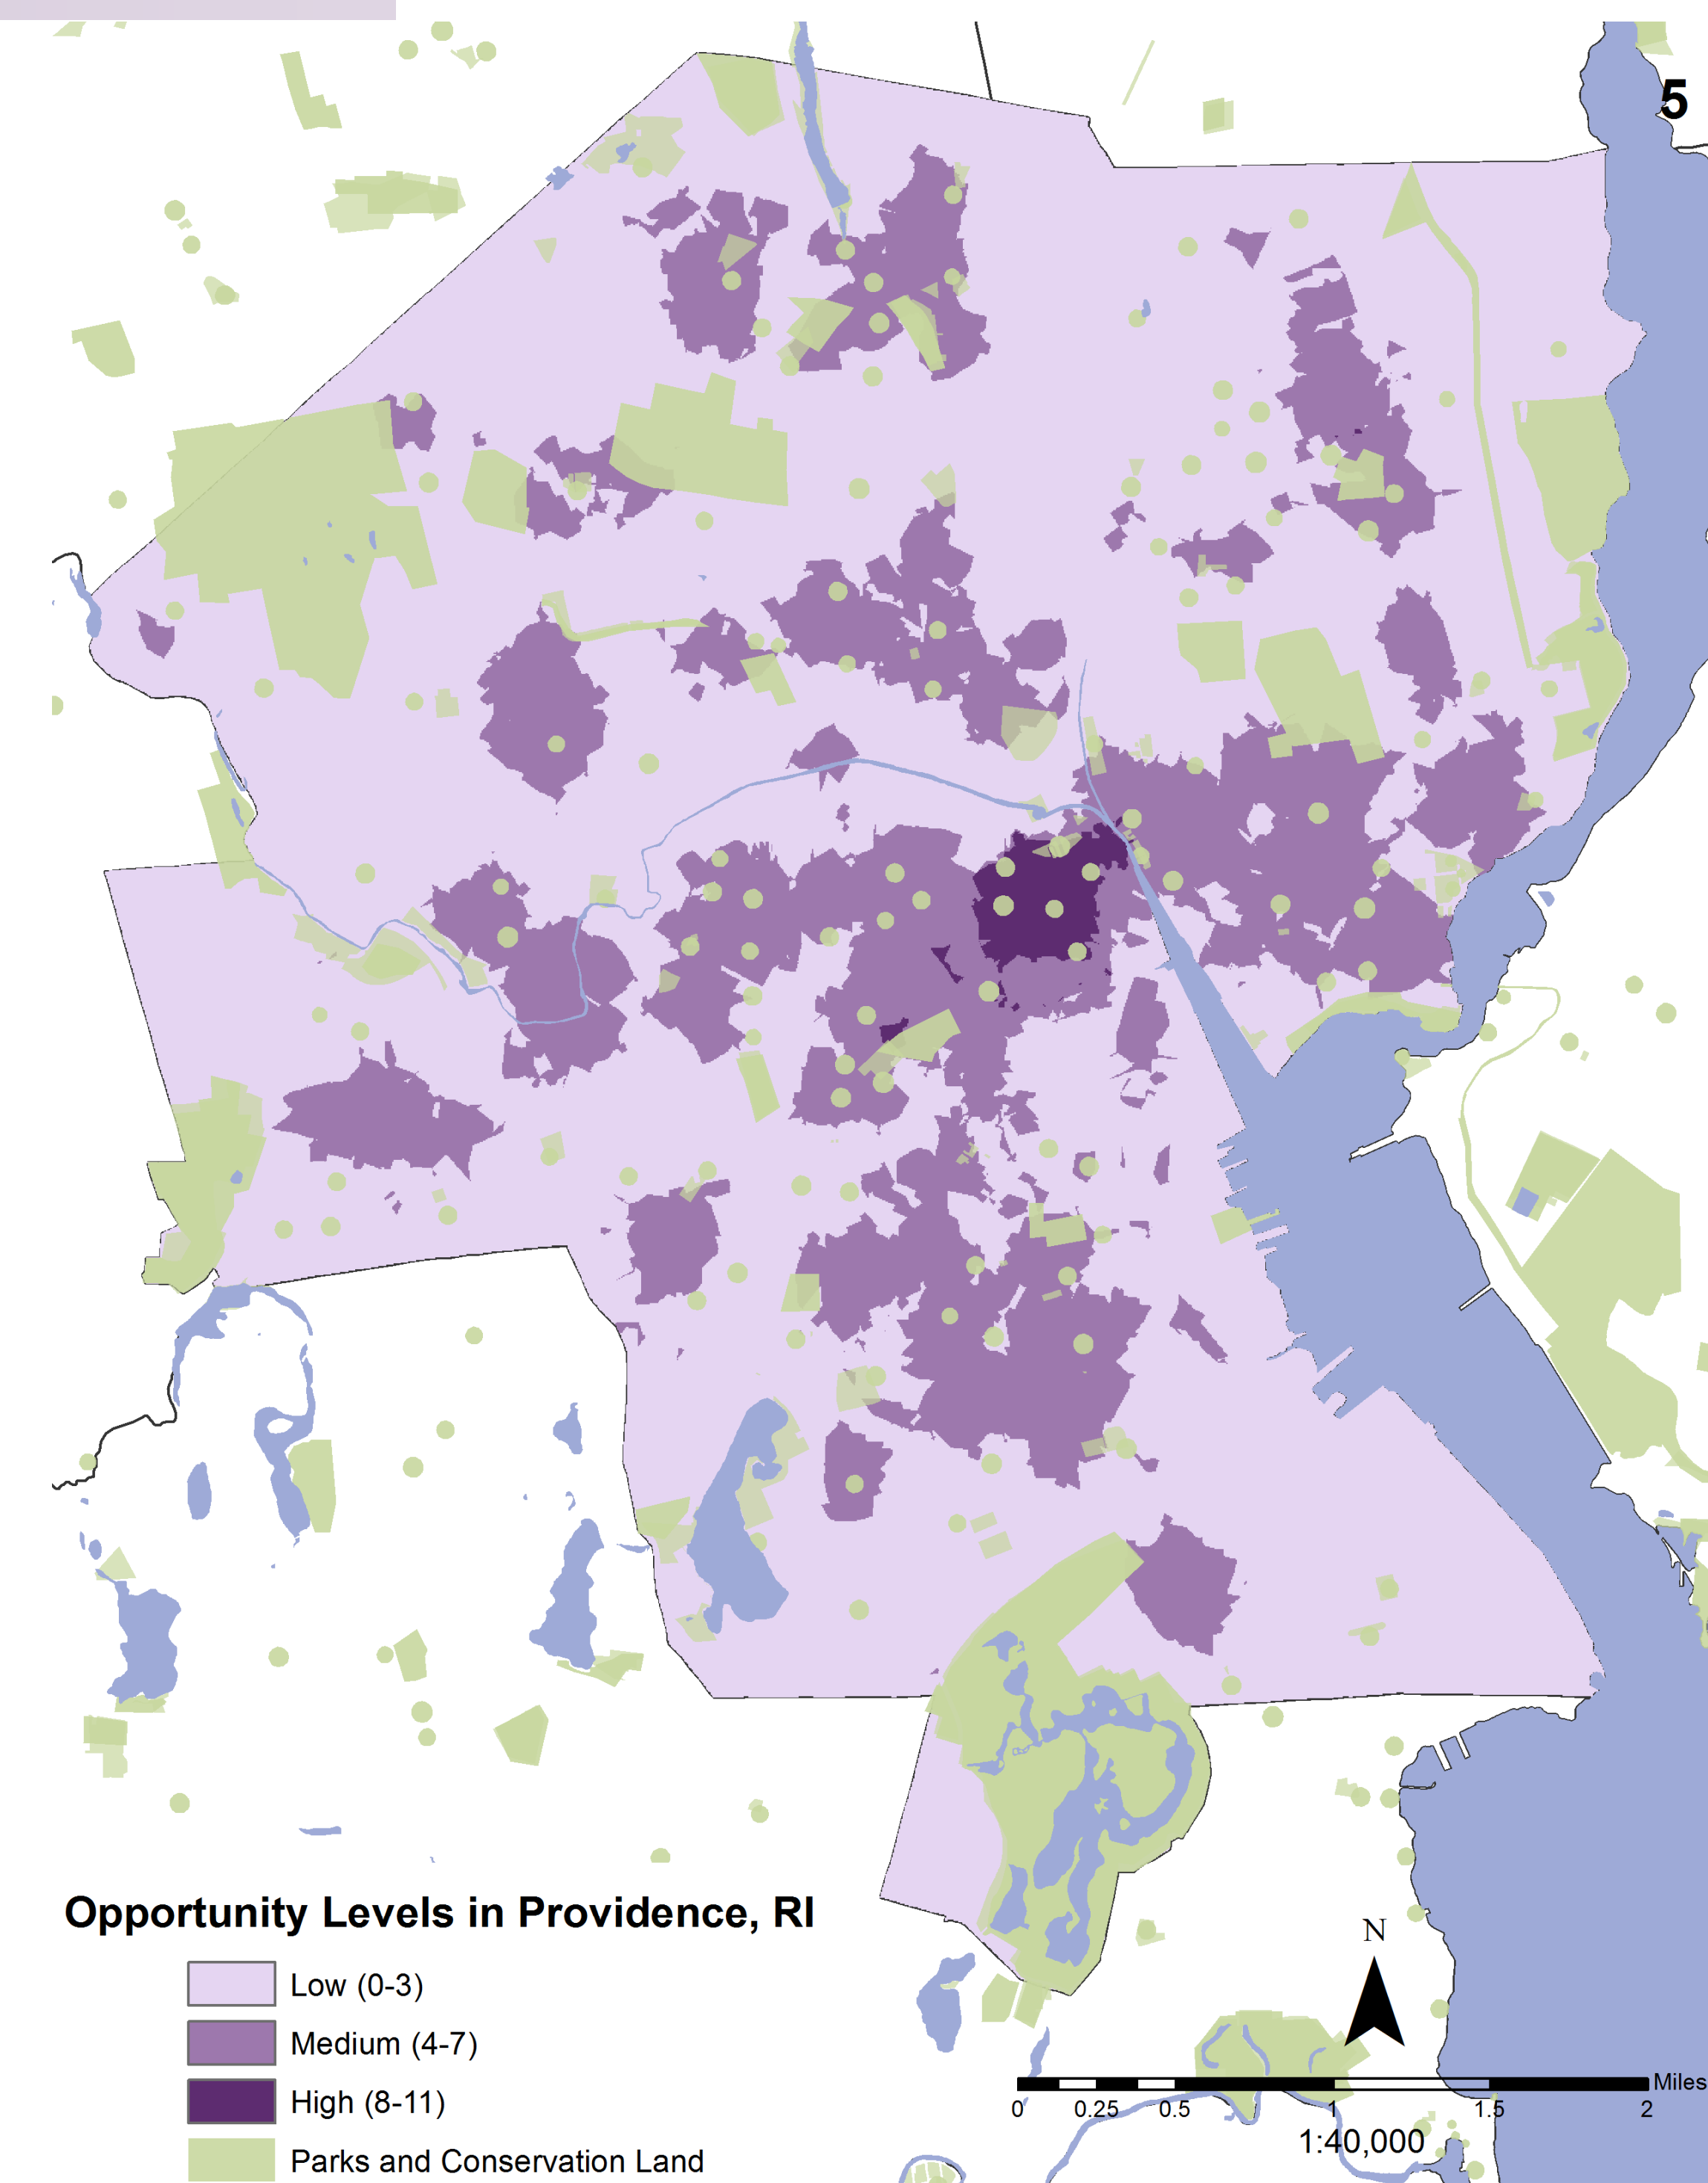 5
Opportunity Levels in Providence, RI
Low (0-3)
Medium (4-7)
High (8-11)
Parks and Conservation Land
N
Miles
0 0.25 0.5 1 1.5 2
1:40,000